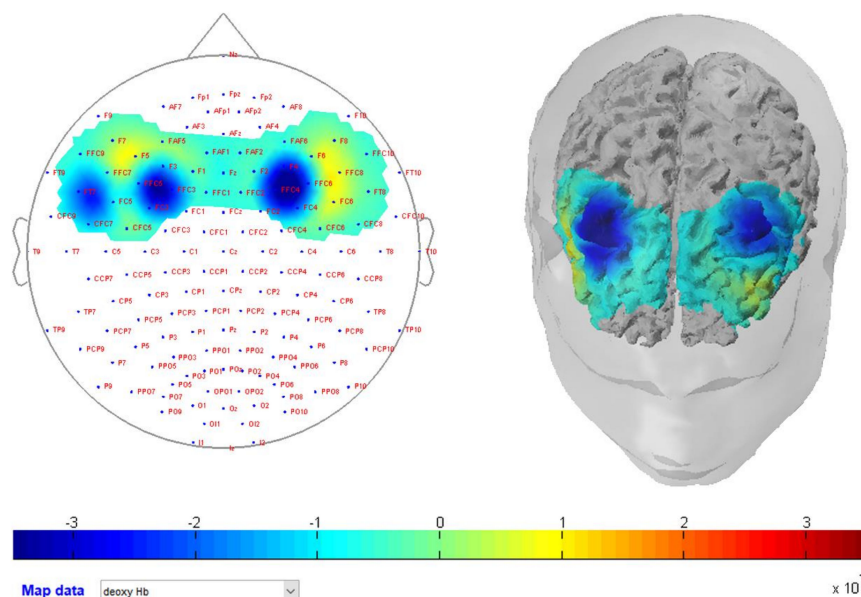 Nz
Fp1 Fpz Fp2
AF7 AFp1 AFp2 AF8
F9 F10
AF3 AFz AF4
F7 FAF5 FAF6 F8
FFC9 F5 FAF1 FAF2 F6 FFC10
FT9 FFC7 F3 F1 Fz FFC8 FT10
FFC3 FFC1 FFC2 FFC4 FFC6 FT8
CFC9 FC5 FC1 FCz FC4 FC6 CFC10
CFC7 CFC5 CFC3 CFC1 CFC2 CFC4 CFC6 CFC8
T9 T7 C5 C3 C1 Cz C2 C4 C6 T8 T10
CCP7 CCP5 CCP3 CCP1 CCP2 CCP4 CCP6 CCP8
CP5 CP3 CP1 CPz CP2 CP4 CP6
TP7 PCP5 PCP3 PCP1 PCP2 PCP4 PCP6 TP8
TP9 PCP7 P3 P1 Pz P2 P4 PCP8 TP10
PCP9 P5 PPO1 PPO2 P6 PCP10
P7 PPO5 PPO3 PPO4 PPO6 P8
PO3 POz PO4
P9 PPO7 PO5 OPO1 OPO2 PO6 PPO8 P10
PO7 PO8
PO9 O1 Oz O2 PO10
OI1 OI2
I1 Iz I2
-3 -2 -1 0 1 2 3
x 10
Map data deoxy Hb